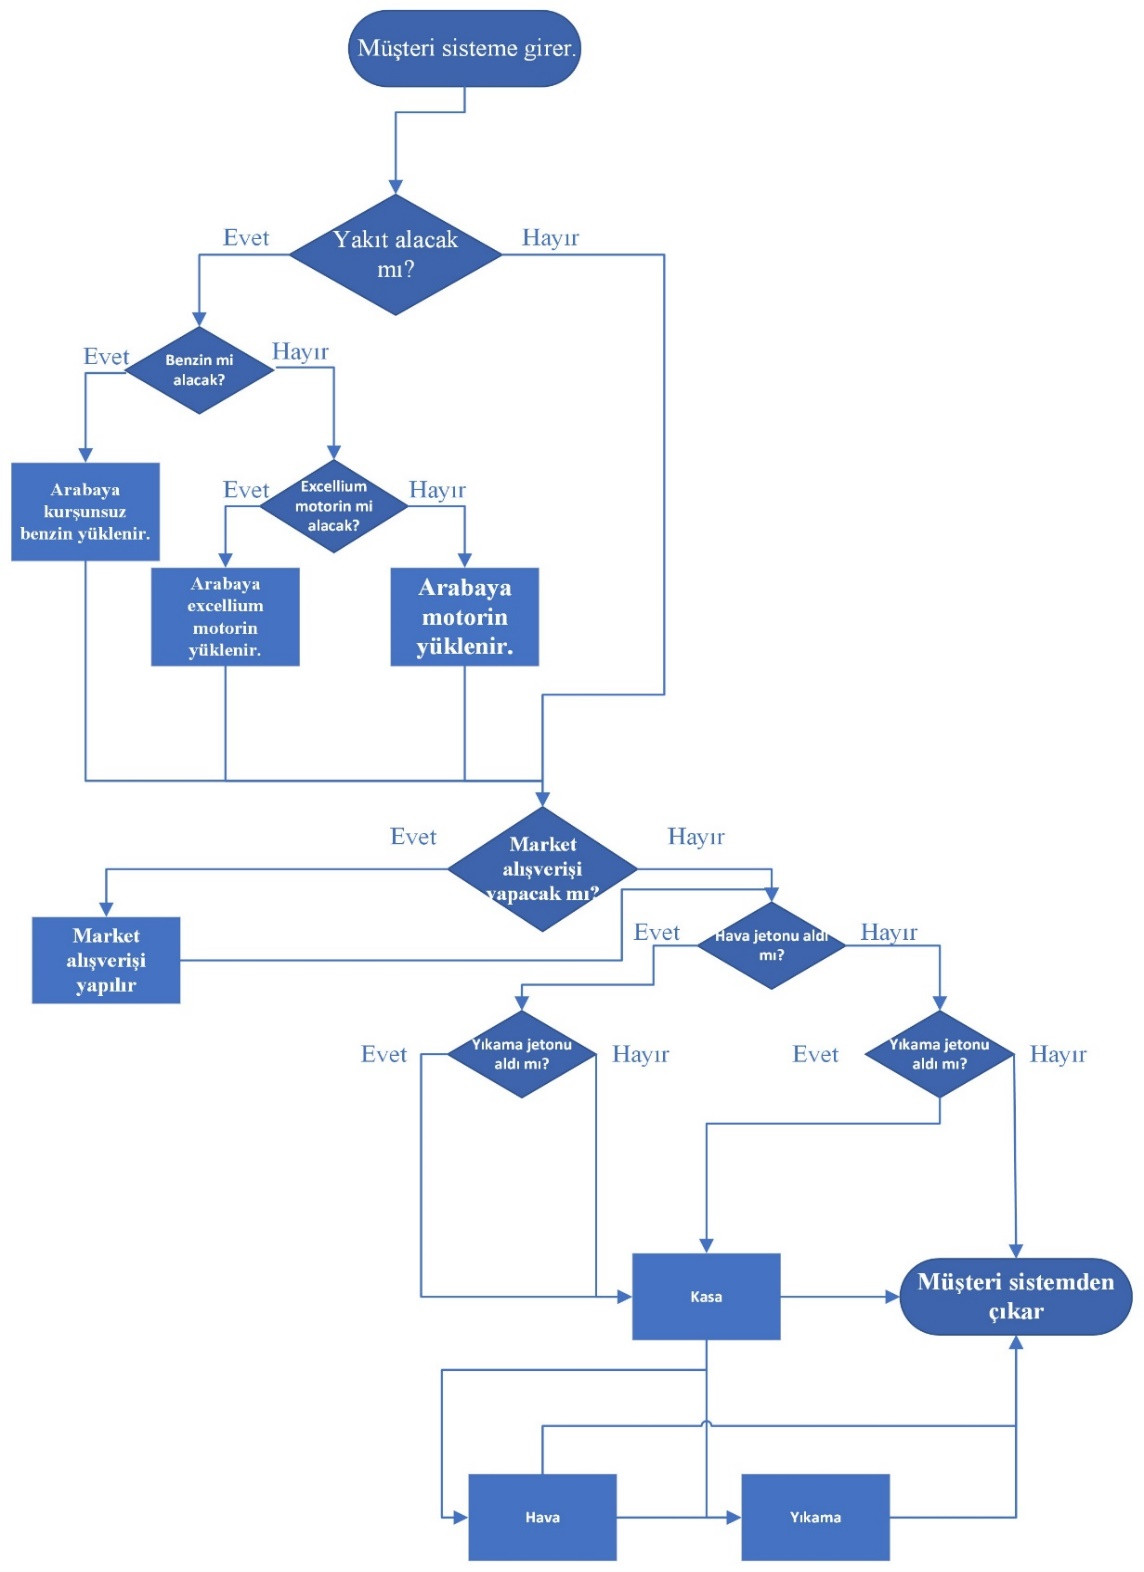 Müşteri sisteme girer.
Evet
Yakıt alacak
mı?
Hayır
Evet
Benzin mi
alacak?
Hayır
Arabaya
kurşunsuz
benzin yüklenir.
Evet
Excellium
motorin mi
alacak?
Hayır
Arabaya
excellium
motorin
yüklenir.
Arabaya
motorin
yüklenir.
Evet
Market
alışverişi
yapacak mı?
Hayır
Market
alışverişi
yapılır
Evet
Hava jetonu aldı
mı?
Hayır
Evet
Yıkama jetonu
aldı mı?
Hayır
Evet
Yıkama jetonu
aldı mı?
Hayır
Kasa
Müşteri sistemden
çıkar
Hava
Yıkama